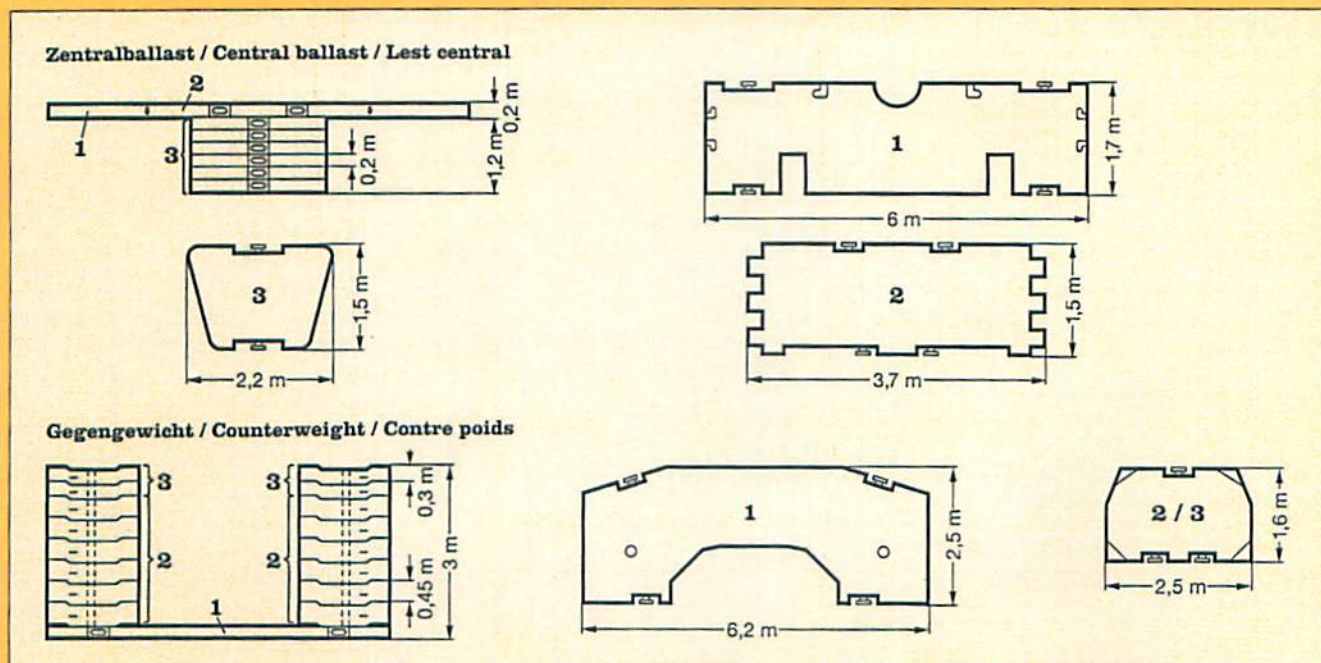 Zentralballast / Central ballast / Lest central
2
1
3
0,2 m
0,2 m
1,2 m
1
1,7 m
6 m
3
1,5 m
2,2 m
2
1,5 m
3,7 m
Gegengewicht / Counterweight / Contre poids
3
3
2
2
1
0,3 m
0,45 m
3 m
1
2,5 m
6,2 m
2 / 3
1,6 m
2,5 m